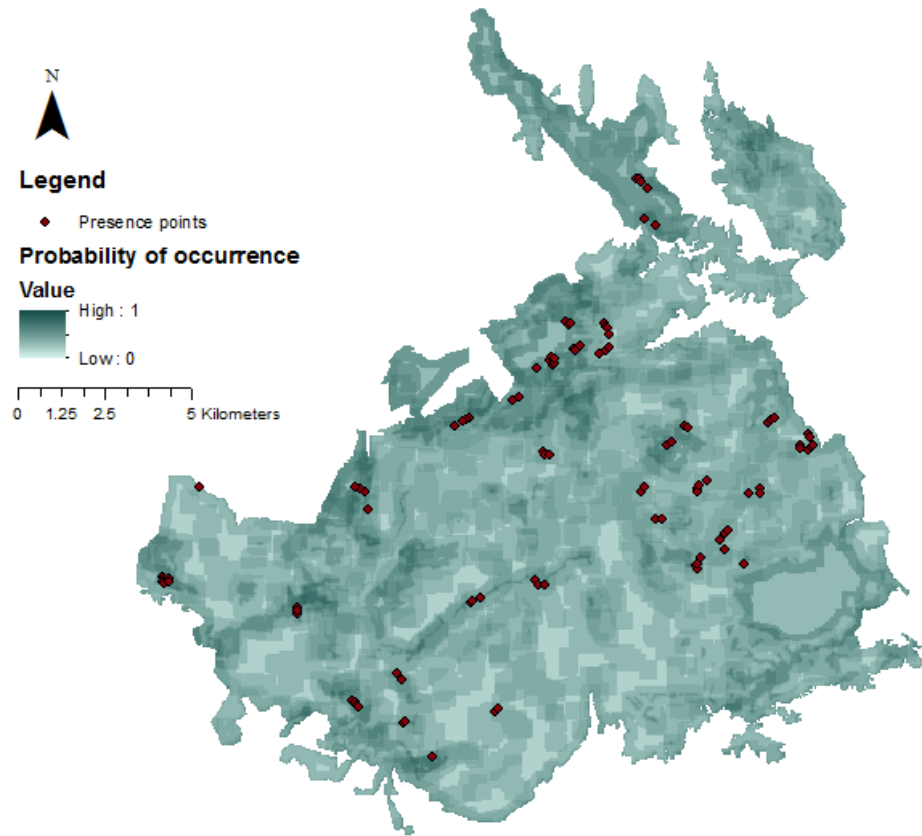 N
Legend
Presence points
Probability of occurrence
Value
High : 1
Low : 0
0 1.25 2.5 5 Kilometers